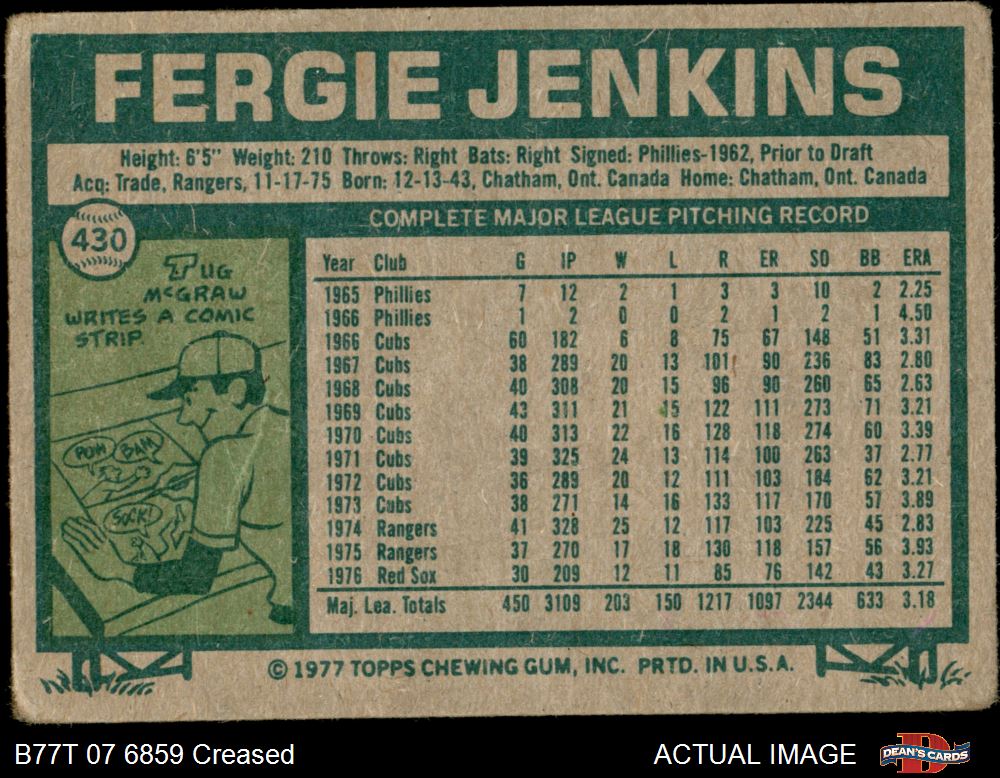 FERGIE JENKINS
Height: 6'5" Weight: 210 Throws: Right Bats: Right Signed: Phillies-1962, Prior to Draft
Acq: Trade, Rangers, 11-17-75 Born: 12-13-43, Chatham, Ont. Canada Home: Chatham, Ont. Canada
430
TUG
McGRAW
WRITES A COMIC
STRIP.
POW
BAM
SOCK!
COMPLETE MAJOR LEAGUE PITCHING RECORD
Year Club G IP W L R ER SO BB ERA
1965 Phillies 7 12 2 1 3 3 10 2 2.25
1966 Phillies 1 2 0 0 2 1 2 1 4.50
1966 Cubs 60 182 6 8 75 67 148 51 3.31
1967 Cubs 38 289 20 13 101 90 236 83 2.80
1968 Cubs 40 308 20 15 96 90 260 65 2.63
1969 Cubs 43 311 21 15 122 111 273 71 3.21
1970 Cubs 40 313 22 16 128 118 274 60 3.39
1971 Cubs 39 325 24 13 114 100 263 37 2.77
1972 Cubs 36 289 20 12 111 103 184 62 3.21
1973 Cubs 38 271 14 16 133 117 170 57 3.89
1974 Rangers 41 328 25 12 117 103 225 45 2.83
1975 Rangers 37 270 17 18 130 118 157 56 3.93
1976 Red Sox 30 209 12 11 85 76 142 43 3.27
Maj. Lea. Totals 450 3109 203 150 1217 1097 2344 633 3.18
© 1977 TOPPS CHEWING GUM, INC. PRTD. IN U.S.A.
B77T 07 6859 Creased
ACTUAL IMAGE
DEAN'S CARDS